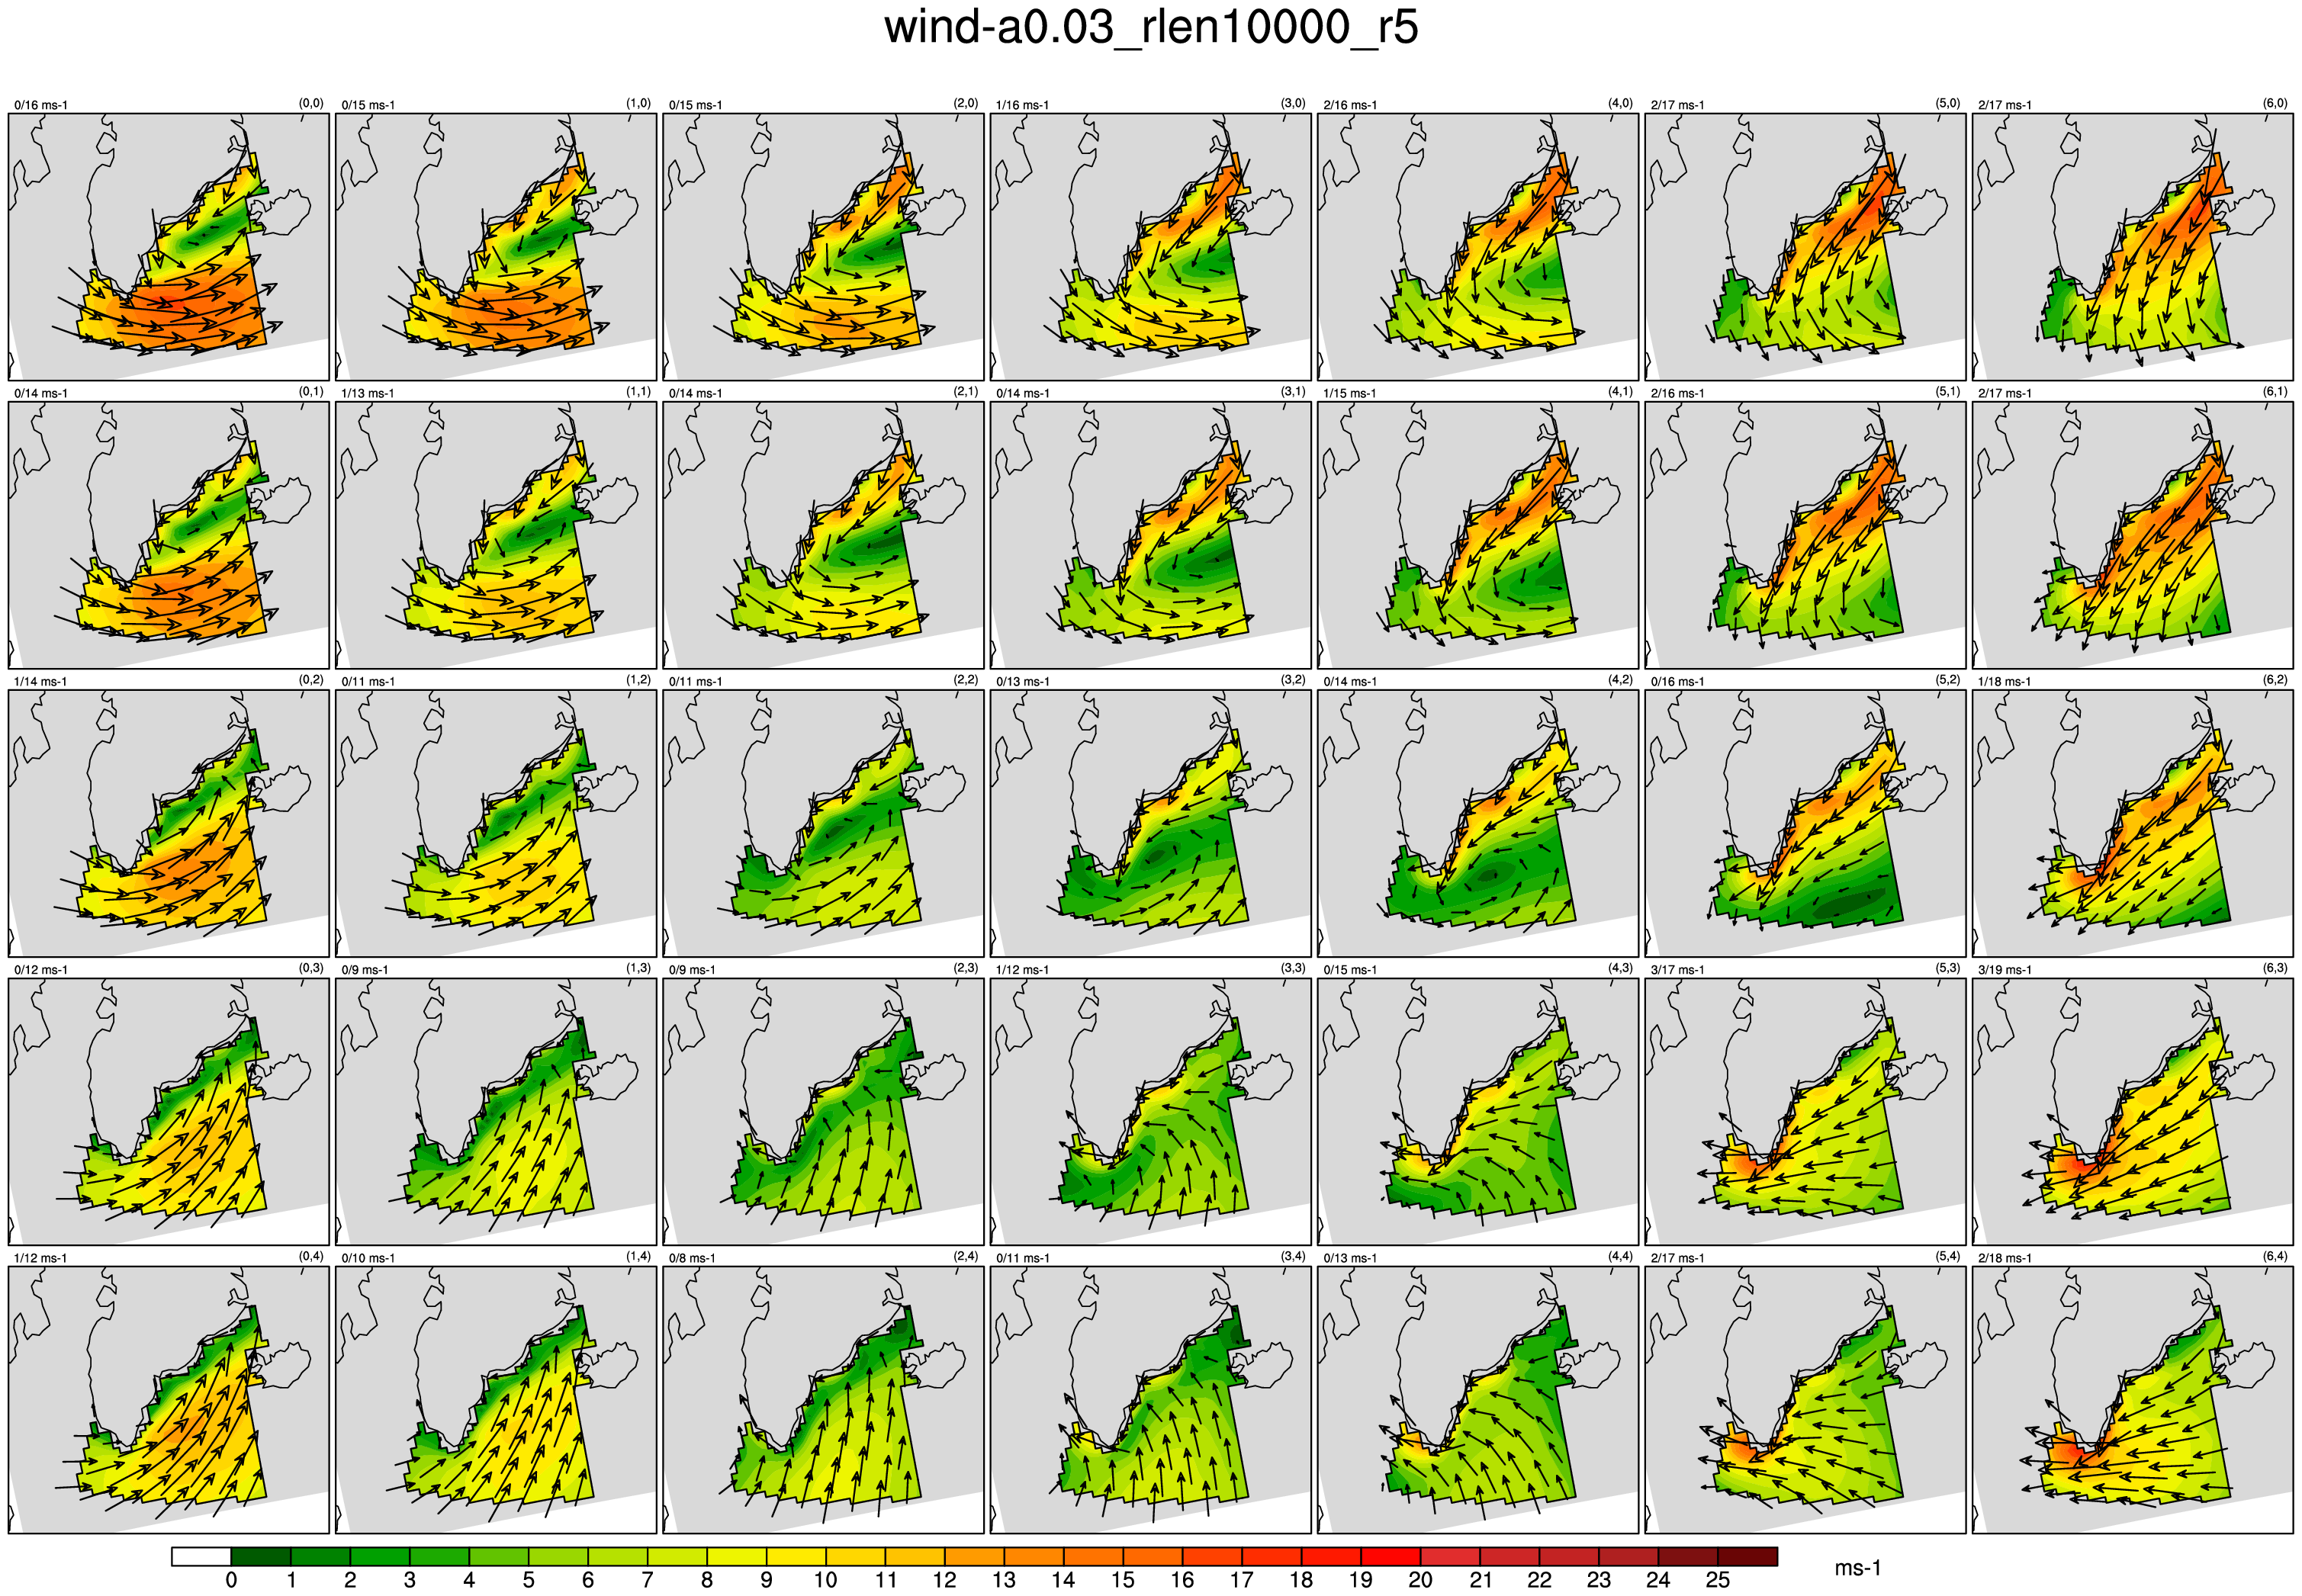 wind-a0.03_rlen10000_r5
0/16 ms-1 (0,0) 0/15 ms-1 (1,0) 0/15 ms-1 (2,0) 1/16 ms-1 (3,0) 2/16 ms-1 (4,0) 2/17 ms-1 (5,0) 2/17 ms-1 (6,0)
0/14 ms-1 (0,1) 1/13 ms-1 (1,1) 0/14 ms-1 (2,1) 0/14 ms-1 (3,1) 1/15 ms-1 (4,1) 2/16 ms-1 (5,1) 2/17 ms-1 (6,1)
1/14 ms-1 (0,2) 0/11 ms-1 (1,2) 0/11 ms-1 (2,2) 0/13 ms-1 (3,2) 0/14 ms-1 (4,2) 0/16 ms-1 (5,2) 1/18 ms-1 (6,2)
0/12 ms-1 (0,3) 0/9 ms-1 (1,3) 0/9 ms-1 (2,3) 1/12 ms-1 (3,3) 0/15 ms-1 (4,3) 3/17 ms-1 (5,3) 3/19 ms-1 (6,3)
1/12 ms-1 (0,4) 0/10 ms-1 (1,4) 0/8 ms-1 (2,4) 0/11 ms-1 (3,4) 0/13 ms-1 (4,4) 2/17 ms-1 (5,4) 2/18 ms-1 (6,4)
0 1 2 3 4 5 6 7 8 9 10 11 12 13 14 15 16 17 18 19 20 21 22 23 24 25 ms-1